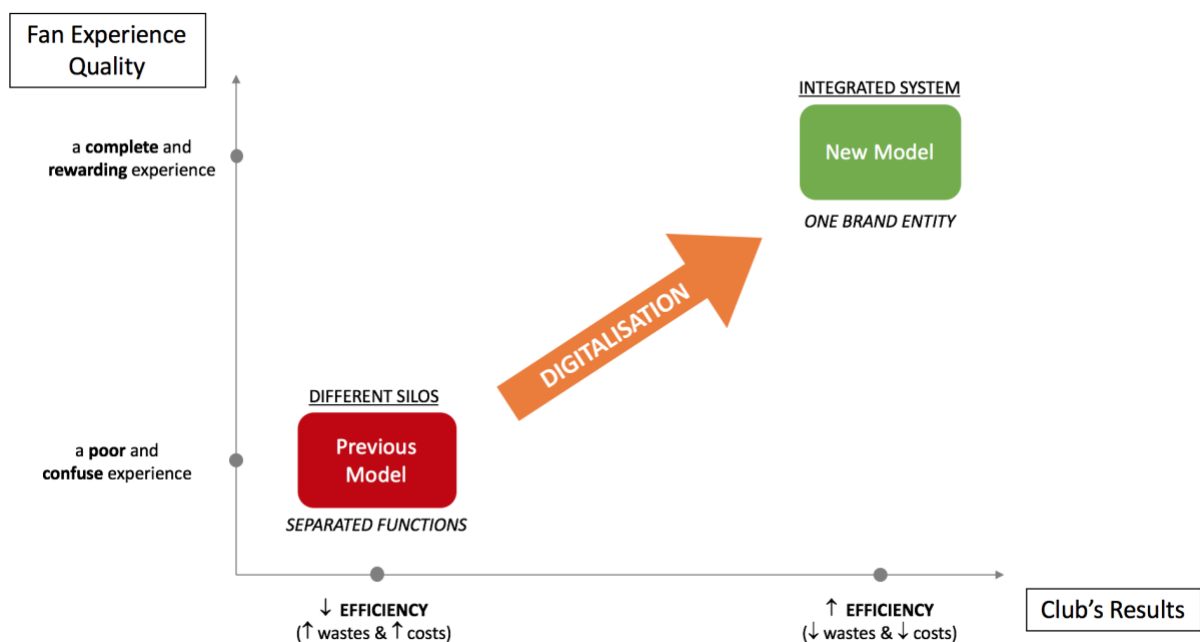 Fan Experience
Quality
INTEGRATED SYSTEM
New Model
ONE BRAND ENTITY
a complete and
rewarding experience
DIGITALISATION
DIFFERENT SILOS
Previous
Model
SEPARATED FUNCTIONS
a poor and
confuse experience
↓ EFFICIENCY
(↑ wastes & ↑ costs)
↑ EFFICIENCY
(↓ wastes & ↓ costs)
Club's Results